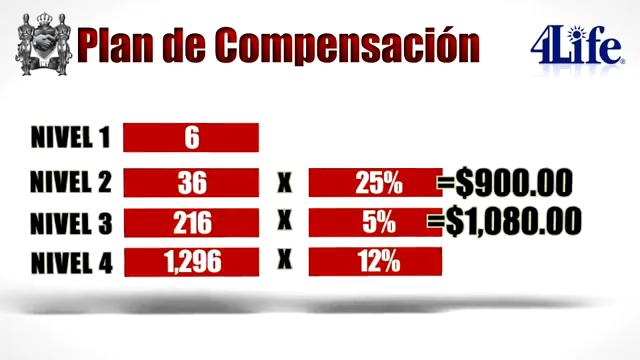 Plan de Compensación
4Life®
NIVEL 1 6
NIVEL 2 36 X 25% =$900.00
NIVEL 3 216 X 5% =$1,080.00
NIVEL 4 1,296 X 12%